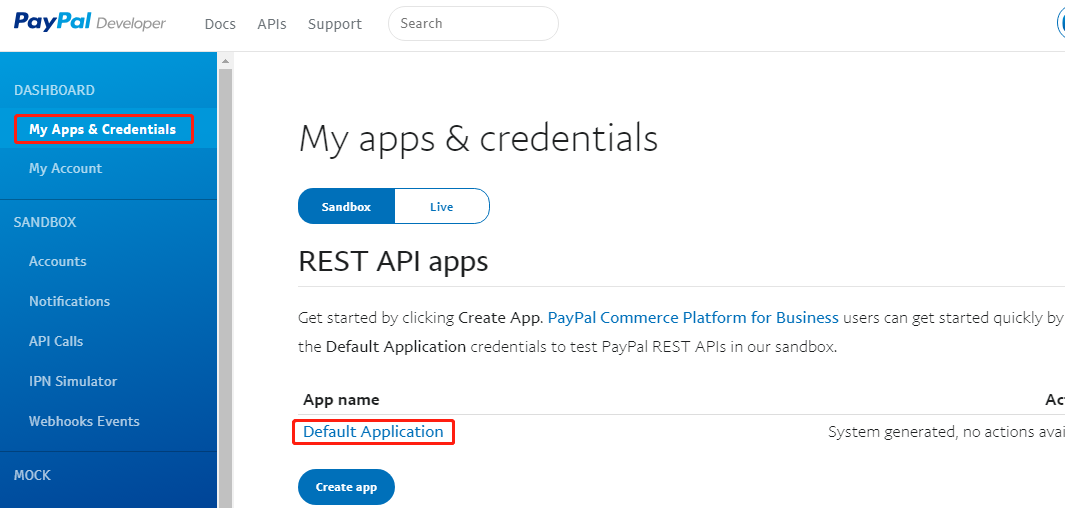 PayPal Developer Docs APIs Support Search
DASHBOARD
My Apps & Credentials
My Account
SANDBOX
Accounts
Notifications
API Calls
IPN Simulator
Webhooks Events
MOCK
My apps & credentials
Sandbox Live
REST API apps
Get started by clicking Create App. PayPal Commerce Platform for Business users can get started quickly by
the Default Application credentials to test PayPal REST APIs in our sandbox.
App name
Default Application System generated, no actions
Create app